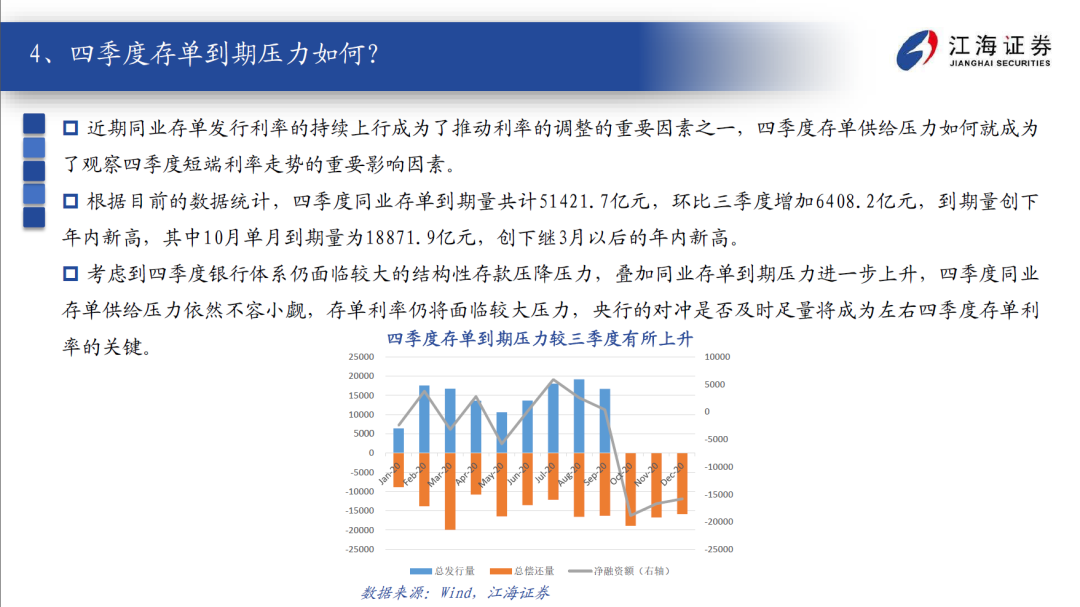 4、四季度存单到期压力如何？
江海证券
JIANGHAI SECURITIES
近期同业存单发行利率的持续上行成为了推动利率的调整的重要因素之一，四季度存单供给压力如何就成为
了观察四季度短端利率走势的重要影响因素。
根据目前的数据统计，四季度同业存单到期量共计51421.7亿元，环比三季度增加6408.2亿元，到期量创下
年内新高，其中10月单月到期量为18871.9亿元，创下继3月以后的年内新高。
考虑到四季度银行体系仍面临较大的结构性存款压降压力，叠加同业存单到期压力进一步上升，四季度同业
存单供给压力依然不容小觑，存单利率仍将面临较大压力，央行的对冲是否及时足量将成为左右四季度存单利
率的关键。
四季度存单到期压力较三季度有所上升
25000 10000
20000 5000
15000 0
10000 -5000
5000 -10000
0 -15000
-5000 -20000
-10000 -25000
-15000
-20000
-25000
Jan-20 Feb-20 Mar-20 Apr-20 May-20 Jun-20 Jul-20 Aug-20 Sep-20 Oct-20 Nov-20 Dec-20
总发行量 总偿还量 净融资额（右轴）
数据来源：Wind，江海证券